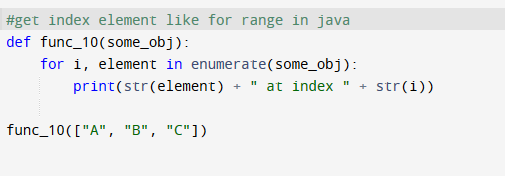 #get index element like for range in java
def func_10(some_obj):
    for i, element in enumerate(some_obj):
        print(str(element) + " at index " + str(i))
func_10(["A", "B", "C"])